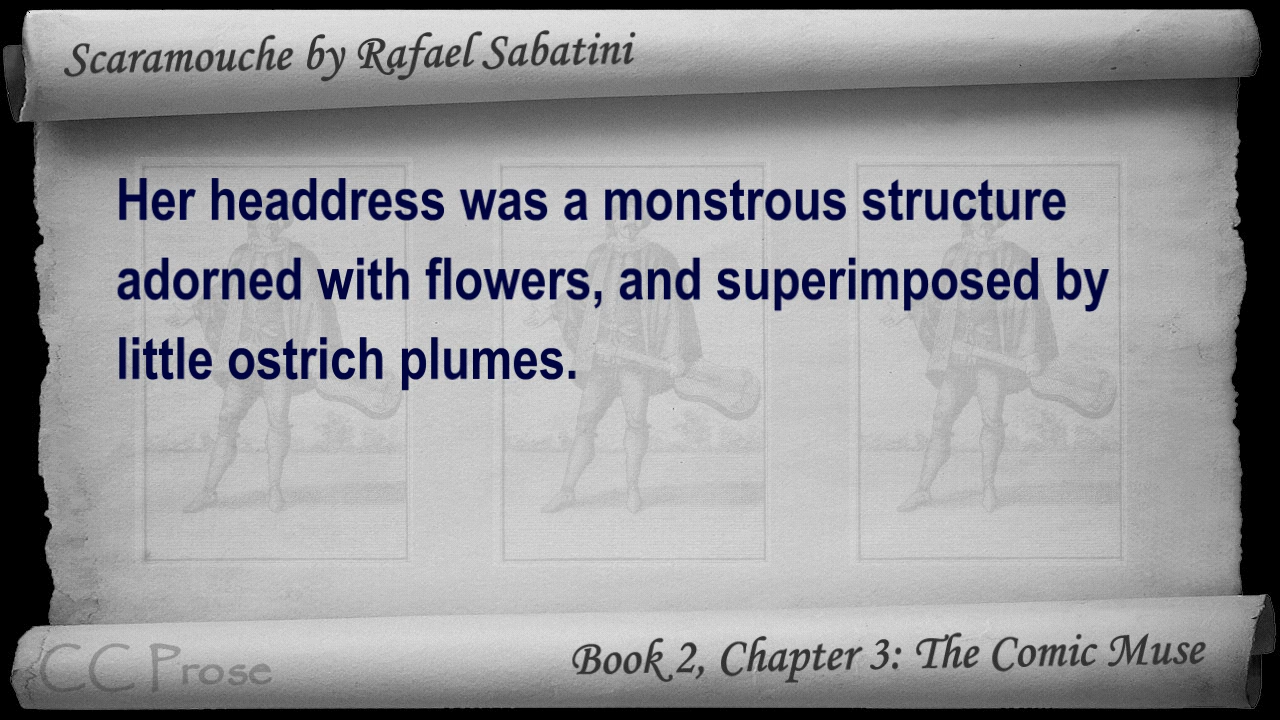 Scaramouche by Rafael Sabatini
Her headdress was a monstrous structure
adorned with flowers, and superimposed by
little ostrich plumes.
CC Prose
Book 2, Chapter 3: The Comic Muse